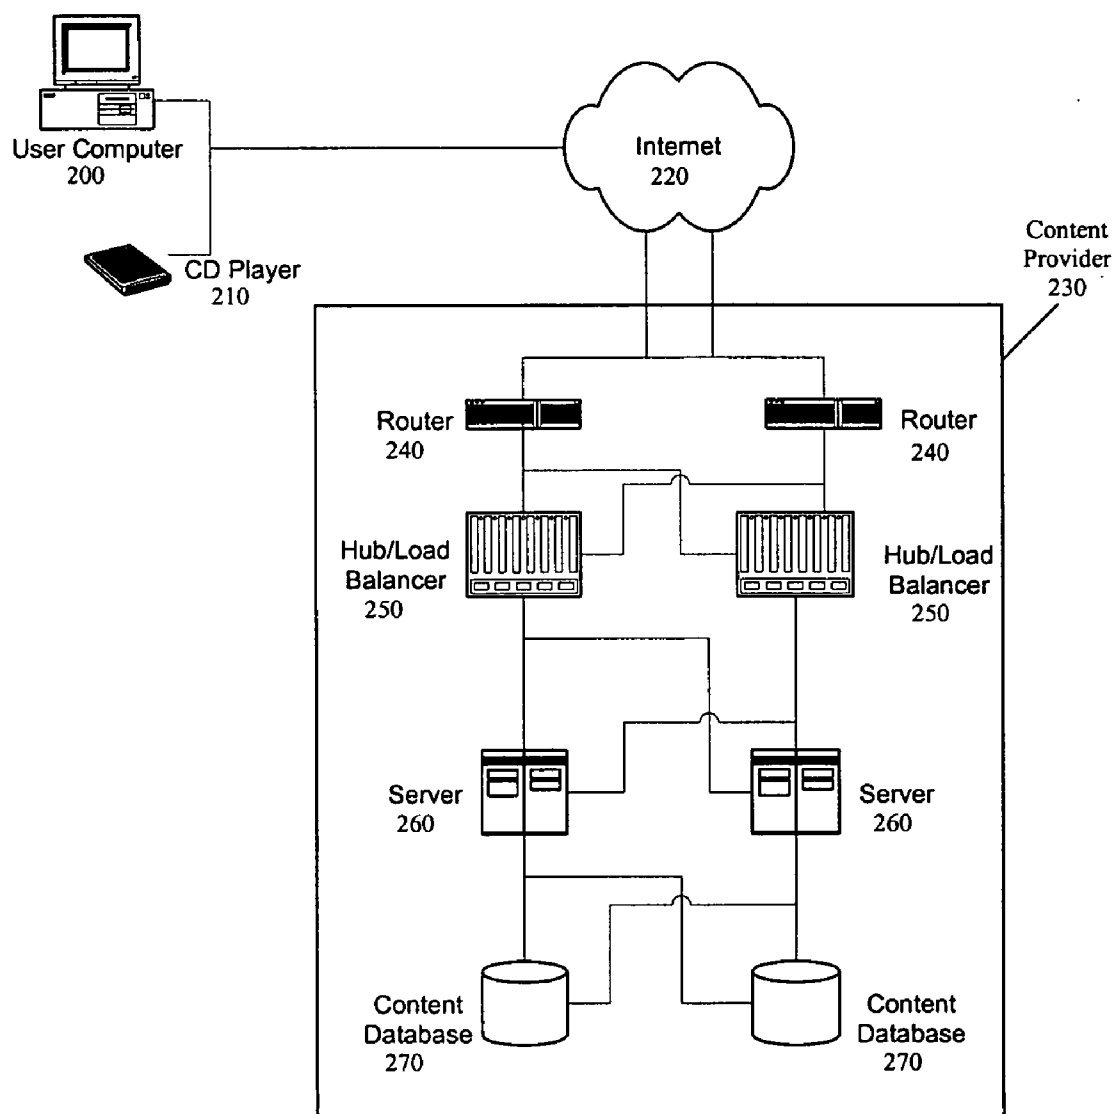 User Computer
200
Internet
220
CD Player
210
Content
Provider
230
Router
240
Router
240
Hub/Load
Balancer
250
Hub/Load
Balancer
250
Server
260
Server
260
Content
Database
270
Content
Database
270